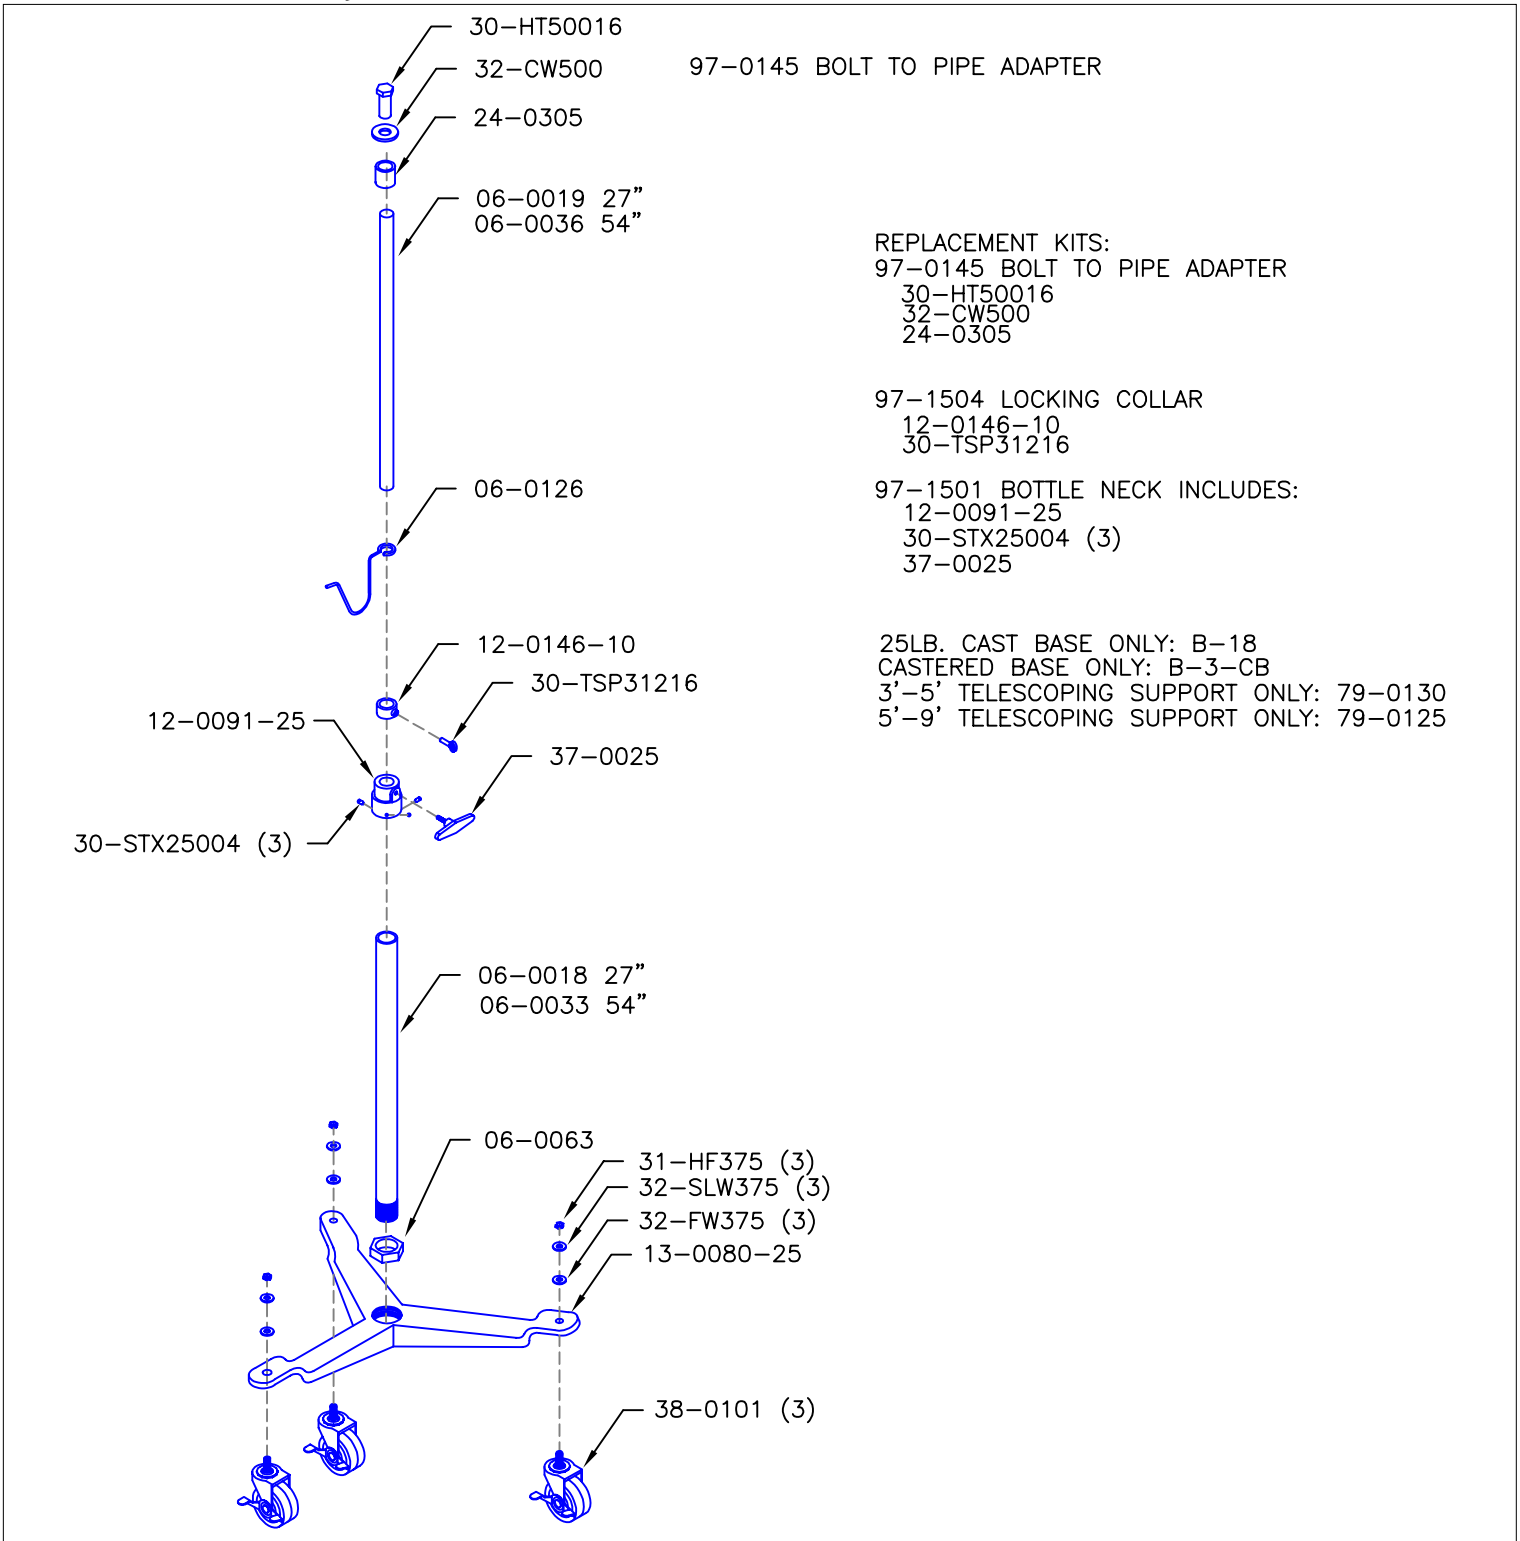 30-HT50016
32-CW500
97-0145 BOLT TO PIPE ADAPTER
24-0305
06-0019 27"
06-0036 54"
REPLACEMENT KITS:
97-0145 BOLT TO PIPE ADAPTER
30-HT50016
32-CW500
24-0305
97-1504 LOCKING COLLAR
12-0146-10
30-TSP31216
97-1501 BOTTLE NECK INCLUDES:
12-0091-25
30-STX25004 (3)
37-0025
25LB. CAST BASE ONLY: B-18
CASTERED BASE ONLY: B-3-CB
3'-5' TELESCOPING SUPPORT ONLY: 79-0130
5'-9' TELESCOPING SUPPORT ONLY: 79-0125
06-0126
12-0146-10
30-TSP31216
12-0091-25
37-0025
30-STX25004 (3)
06-0018 27"
06-0033 54"
06-0063
31-HF375 (3)
32-SLW375 (3)
32-FW375 (3)
13-0080-25
38-0101 (3)